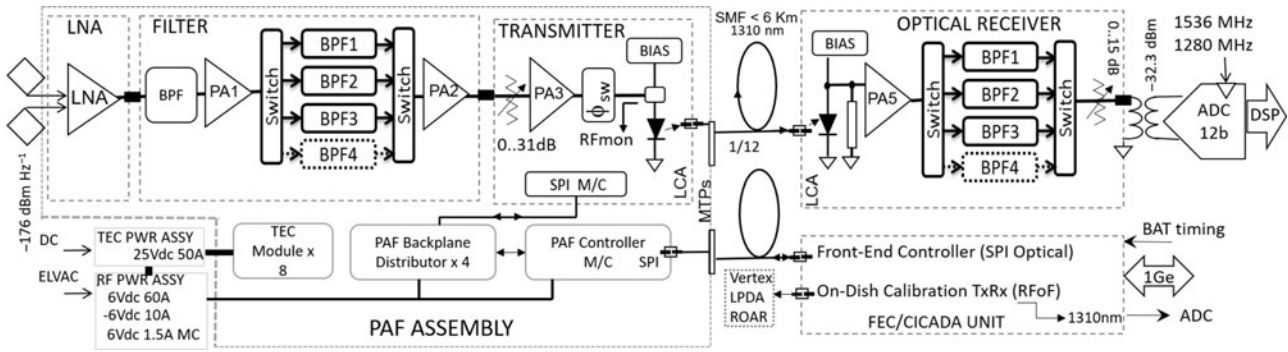 LNA
LNA
−176 dBm Hz⁻¹
FILTER
BPF
PA1
Switch
BPF1
BPF2
BPF3
BPF4
Switch
PA2
TRANSMITTER
0..31dB
PA3
ϕsw
BIAS
RFmon
LCA
MTPs
SMF < 6 Km
1310 nm
1/12
OPTICAL RECEIVER
BIAS
LCA
PA5
Switch
BPF1
BPF2
BPF3
BPF4
Switch
0..15 dB
−32.3 dBm
1536 MHz
1280 MHz
ADC
12b
DSP
SPI M/C
DC
TEC PWR ASSY
25Vdc 50A
TEC
Module x
8
PAF Backplane
Distributor x 4
PAF Controller
M/C SPI
ELVAC
RF PWR ASSY
6Vdc 60A
-6Vdc 10A
6Vdc 1.5A MC
PAF ASSEMBLY
Vertex
LPDA
ROAR
Front-End Controller (SPI Optical)
On-Dish Calibration TxRx (RFoF)
1310nm
FEC/CICADA UNIT
BAT timing
1Ge
ADC